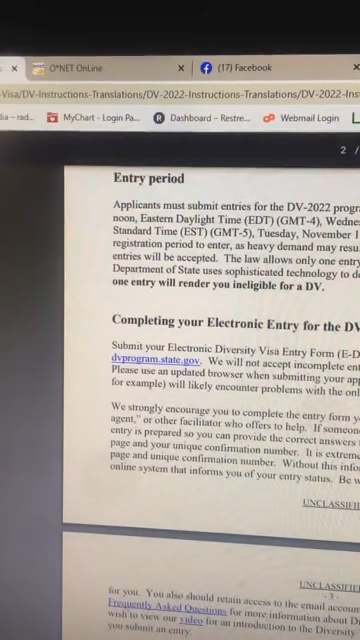 O*NET OnLine
(17) Facebook
-Visa/DV-Instructions-Translations/DV-2022-Instructions-Translations/DV-2022-Ins
dia – rad...
MyChart - Login Pa...
Dashboard – Restre...
Webmail Login
2 /
Entry period
Applicants must submit entries for the DV-2022 progra
noon, Eastern Daylight Time (EDT) (GMT-4), Wednes
Standard Time (EST) (GMT-5), Tuesday, November 1
registration period to enter, as heavy demand may resu
entries will be accepted. The law allows only one entry
Department of State uses sophisticated technology to de
one entry will render you ineligible for a DV.
Completing your Electronic Entry for the DV
Submit your Electronic Diversity Visa Entry Form (E-D
dvprogram.state.gov. We will not accept incomplete ent
Please use an updated browser when submitting your app
for example) will likely encounter problems with the onl
We strongly encourage you to complete the entry form y
agent," or other facilitator who offers to help. If someon
entry is prepared so you can provide the correct answers
page and your unique confirmation number. It is extrem
page and unique confirmation number. Without this info
online system that informs you of your entry status. Be w
UNCLASSIFIE
UNCLASSIFIE
- 3 -
for you. You also should retain access to the email accoun
Frequently Asked Questions for more information about D
wish to view our video for an introduction to the Diversit
you submit an entry.